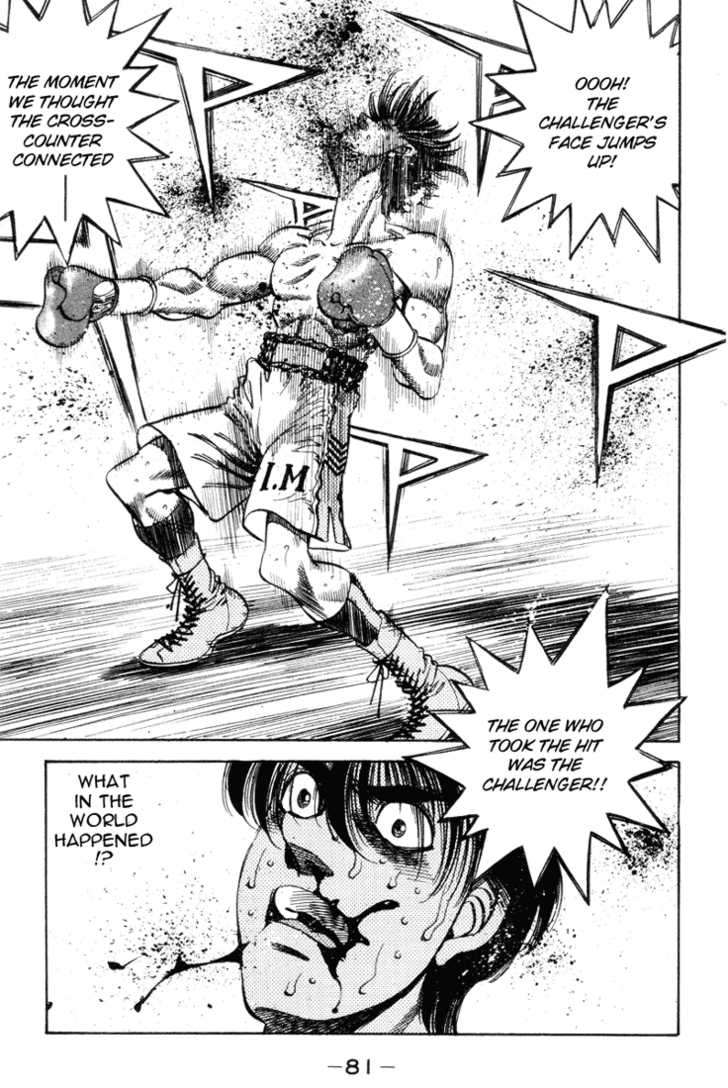 OOOH!
THE
CHALLENGER'S
FACE JUMPS
UP!
THE MOMENT
WE THOUGHT
THE CROSS-
COUNTER
CONNECTED
I.M
THE ONE WHO
TOOK THE HIT
WAS THE
CHALLENGER!!
WHAT
IN THE
WORLD
HAPPENED
!?
-81-